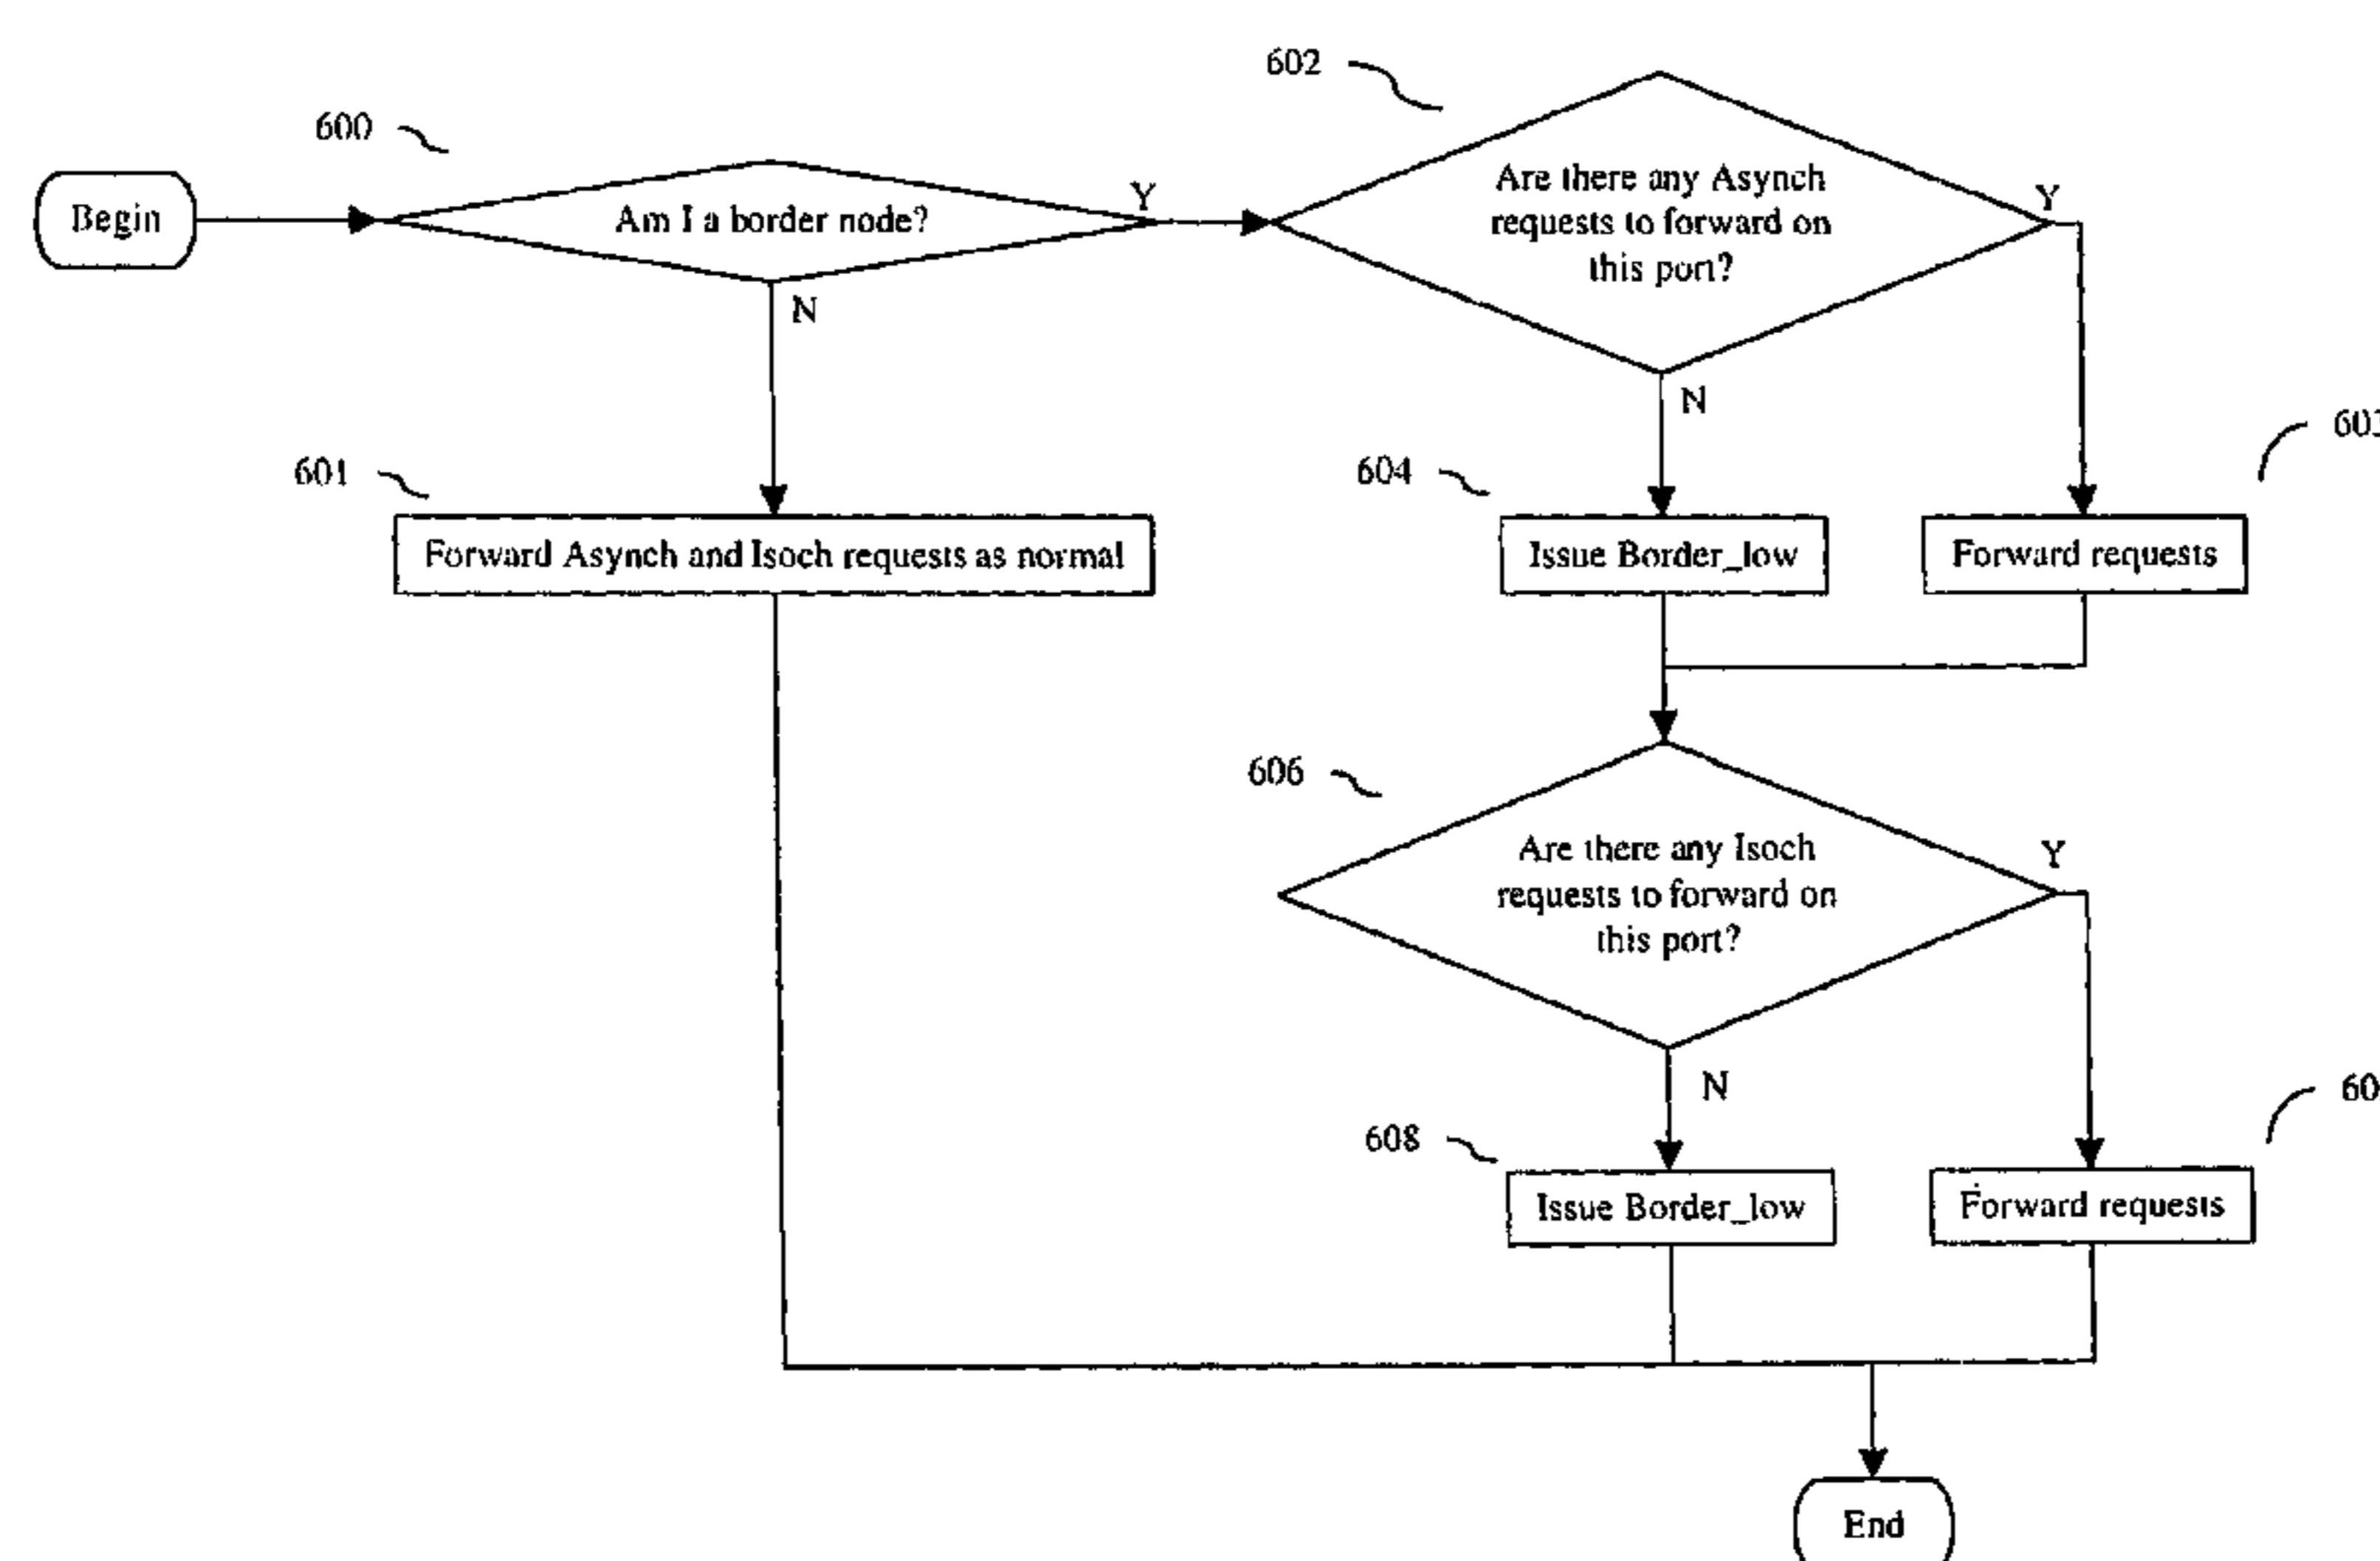 602
600
Begin
Am I a border node?
Y
Are there any Asynch
requests to forward on
this port?
Y
N
N
601
604
Forward Asynch and Isoch requests as normal
Issue Border_low
Forward requests
606
Are there any Isoch
requests to forward on
this port?
Y
N
608
Issue Border_low
Forward requests
End